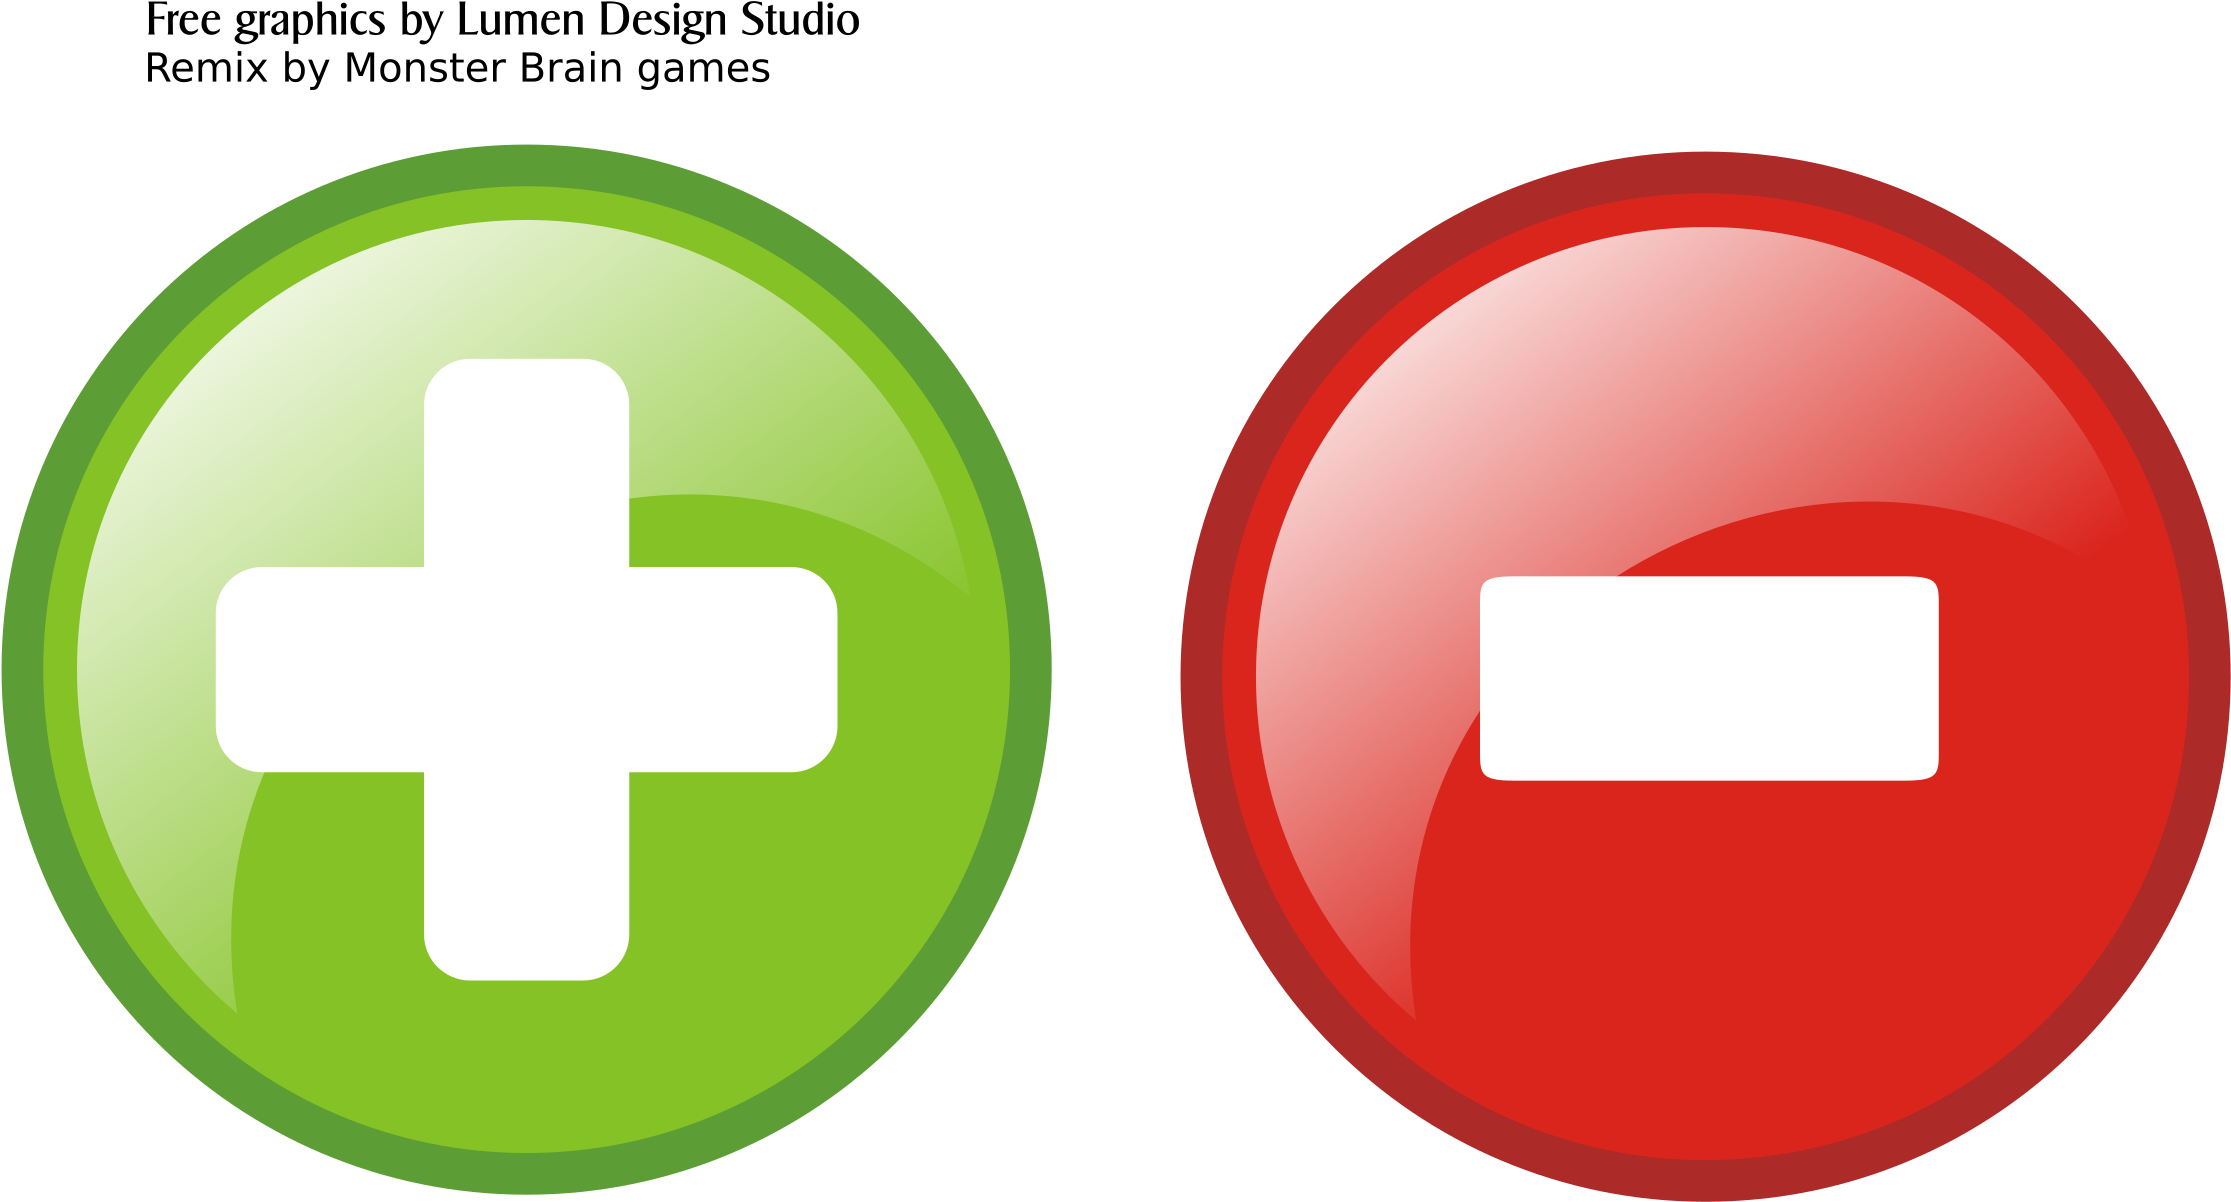 Free graphics by Lumen Design Studio
Remix by Monster Brain games